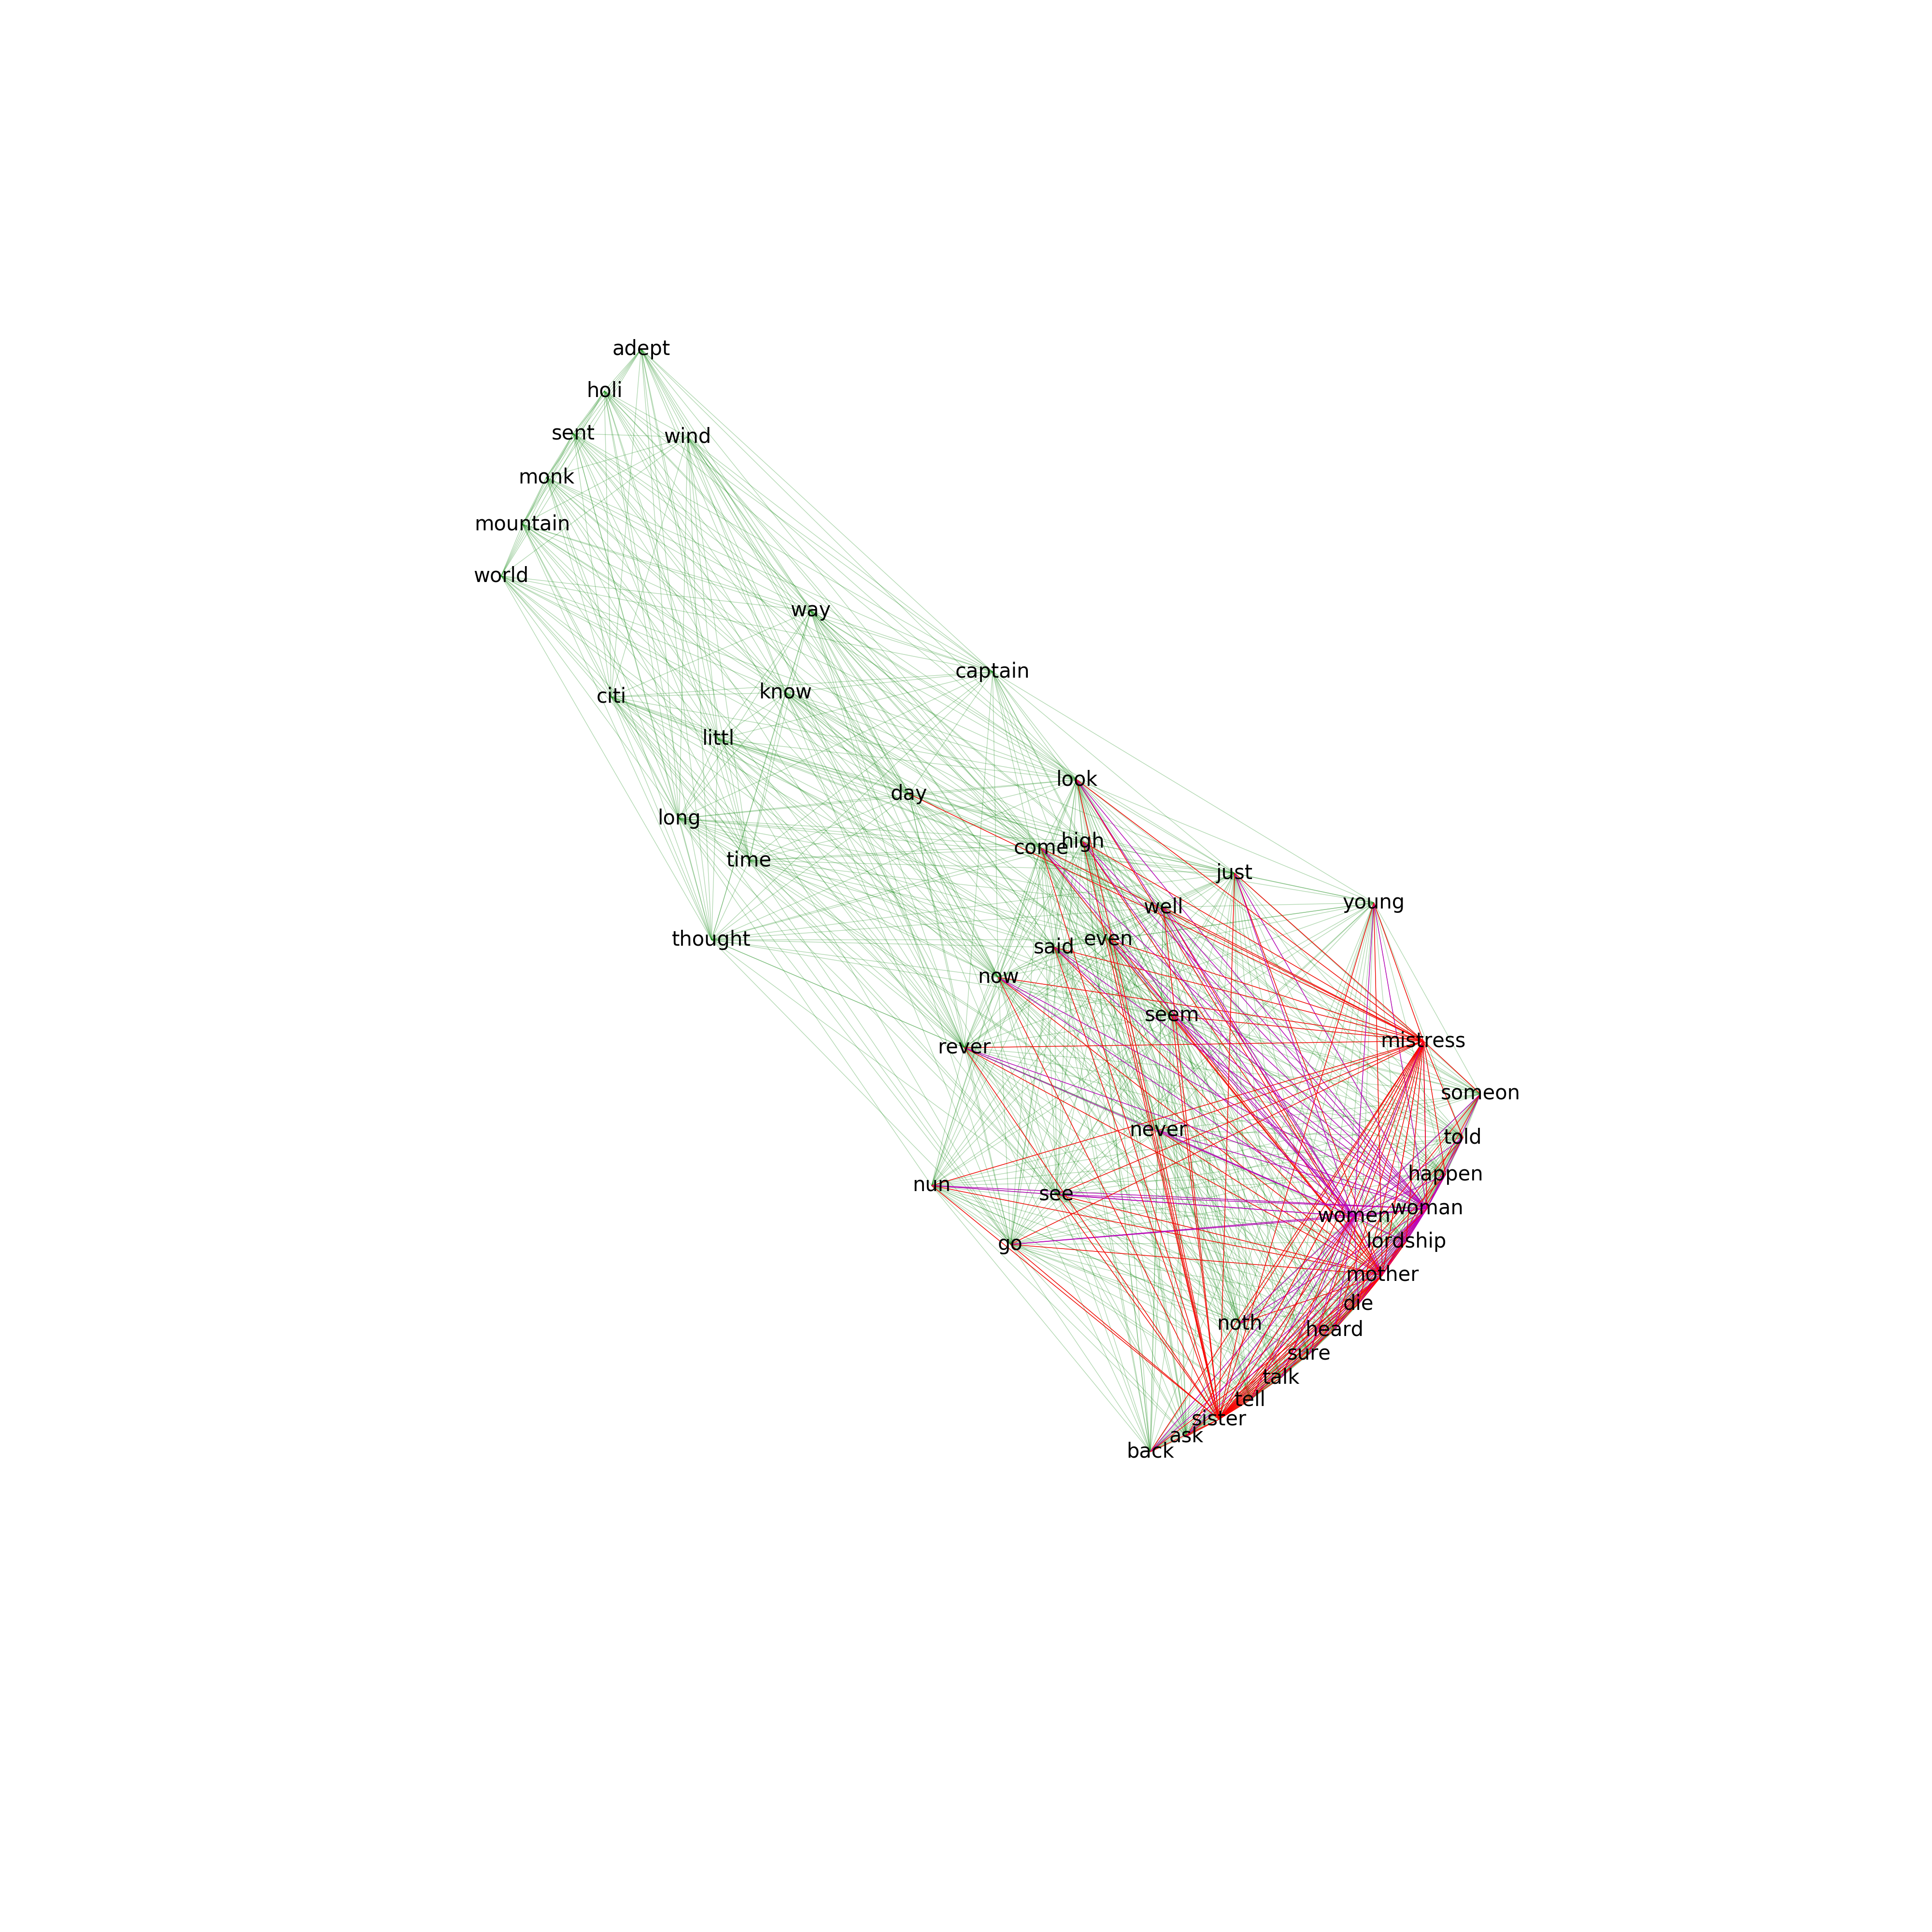 adept
holi
sent
wind
monk
mountain
world
way
captain
know
citi
littl
look
day
long
high
come
time
just
young
well
thought
even
said
now
seem
mistress
rever
someon
never
told
happen
nun
see
woman
women
lordship
go
mother
die
noth
heard
sure
talk
tell
sister
ask
back